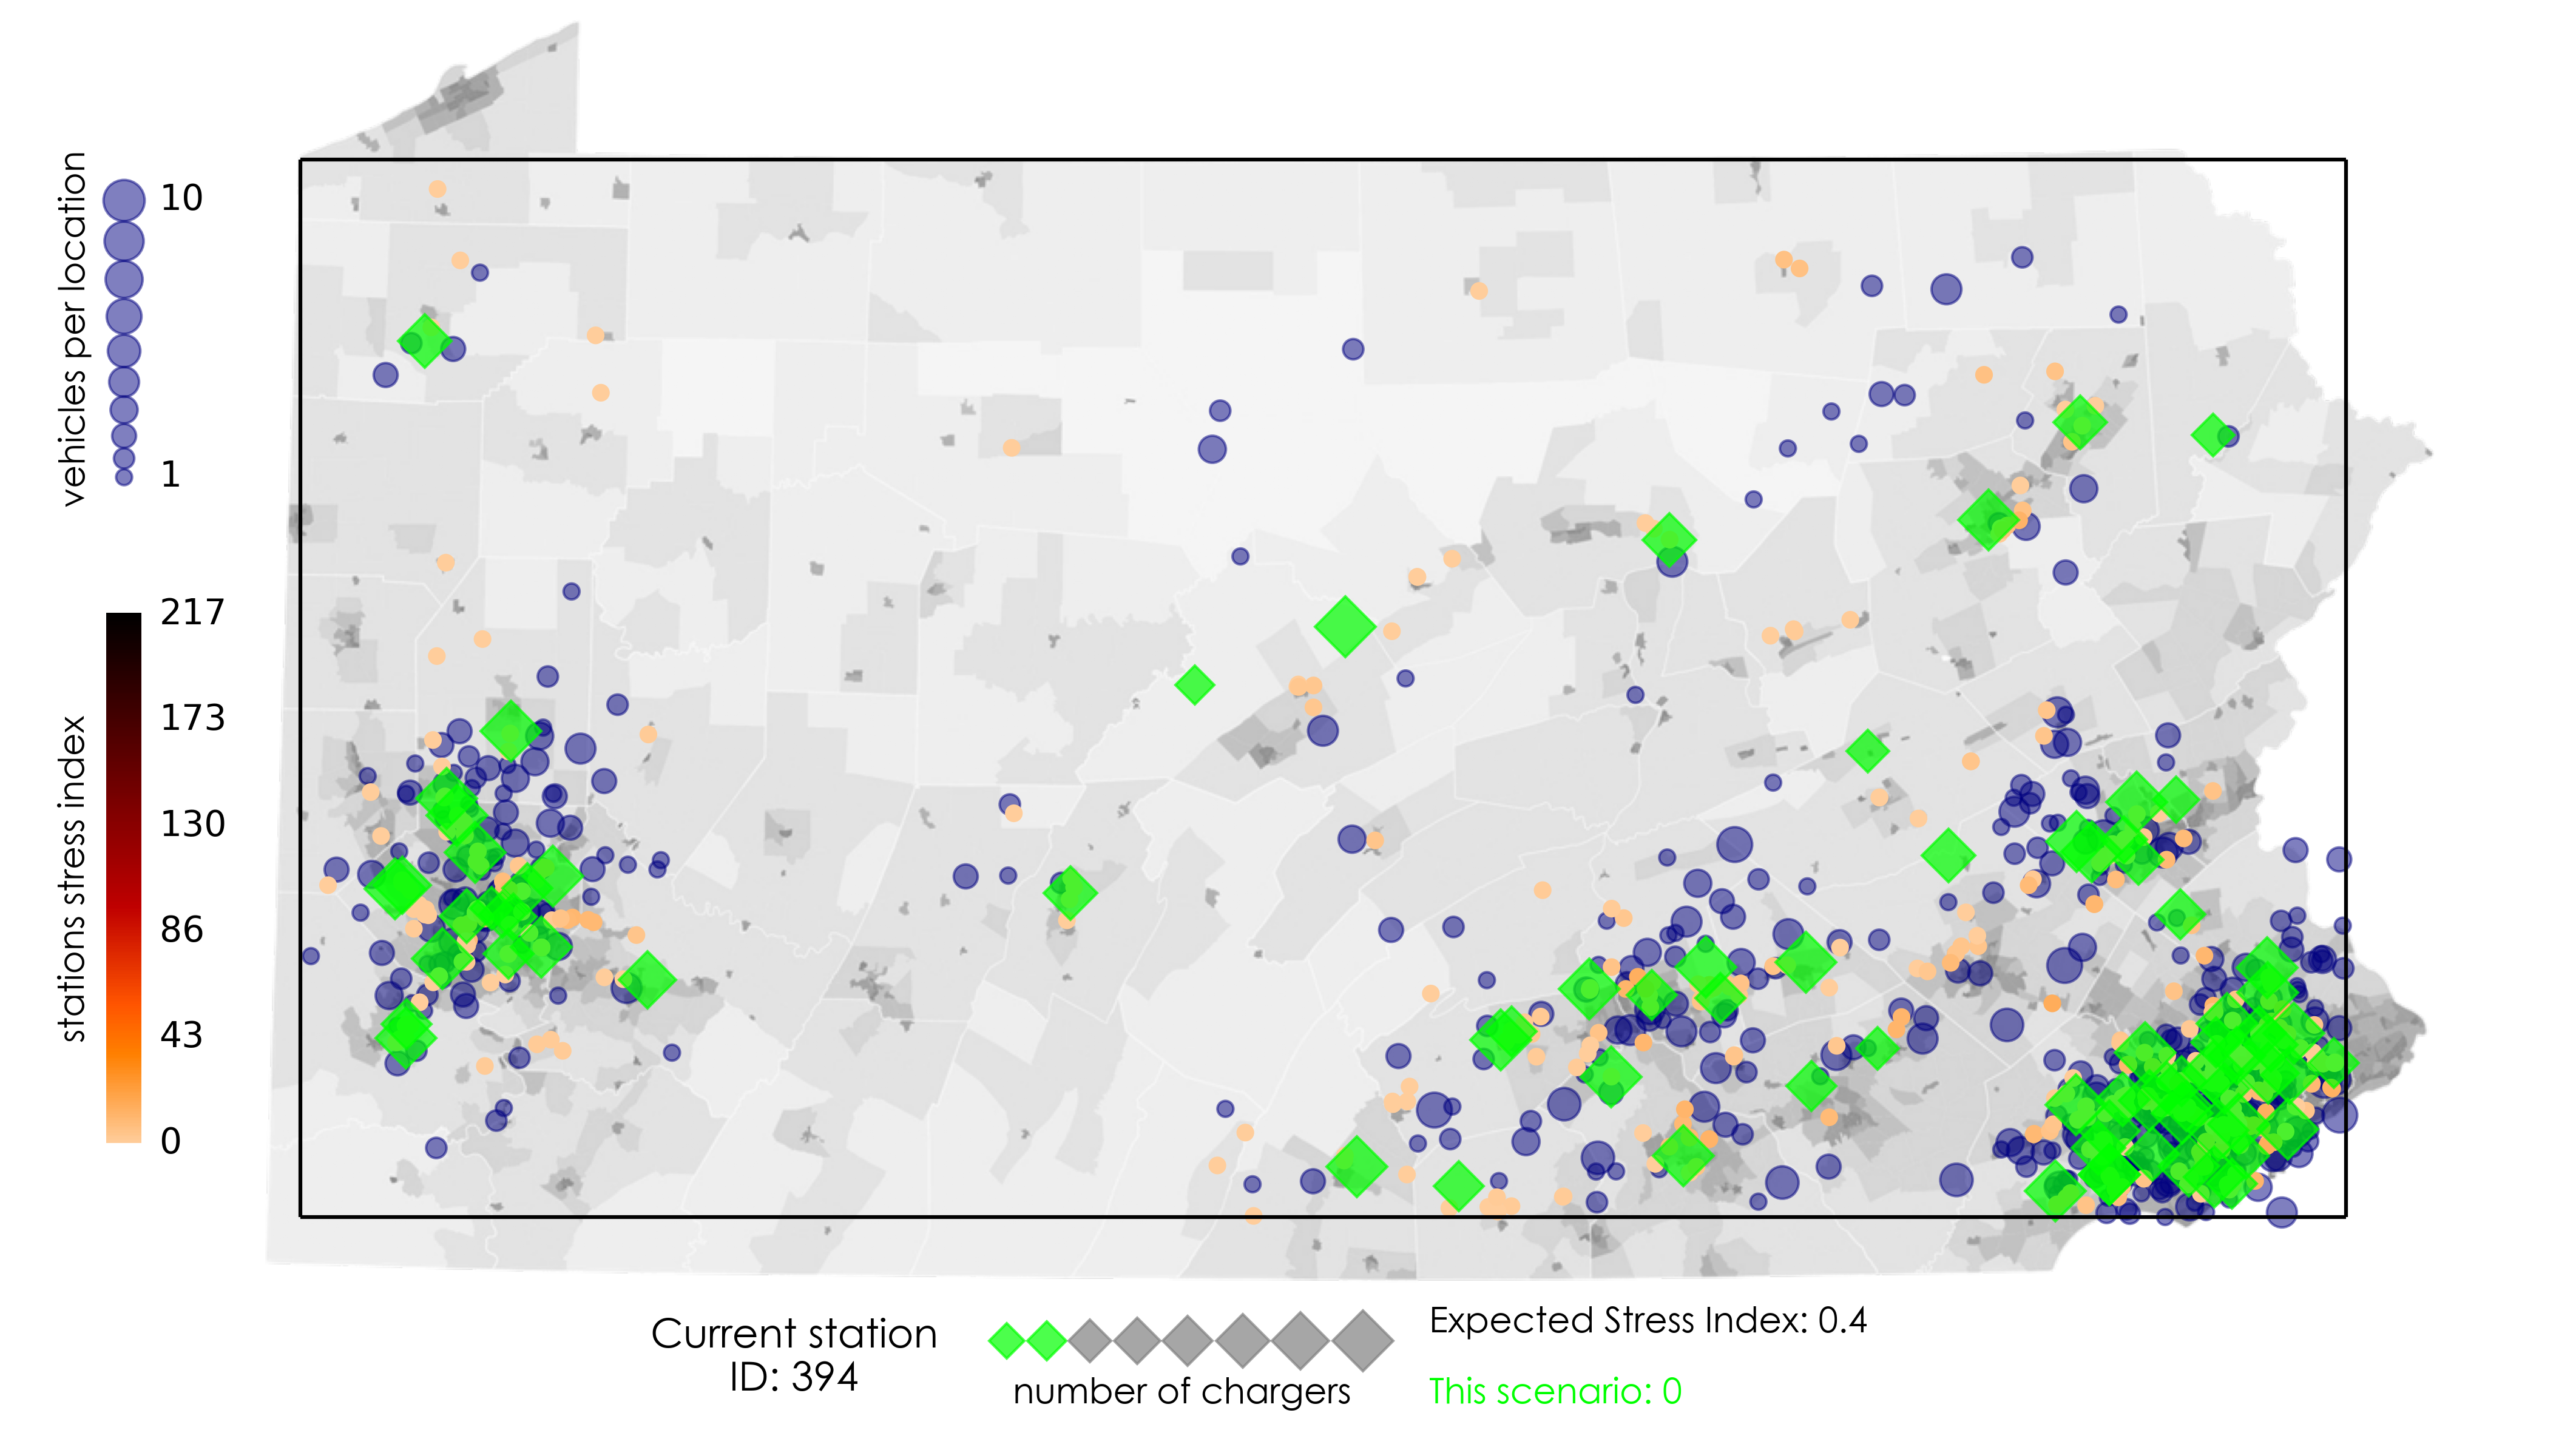 vehicles per location
10
1
stations stress index
217
173
130
86
43
0
Current station
ID: 394
number of chargers
Expected Stress Index: 0.4
This scenario: 0